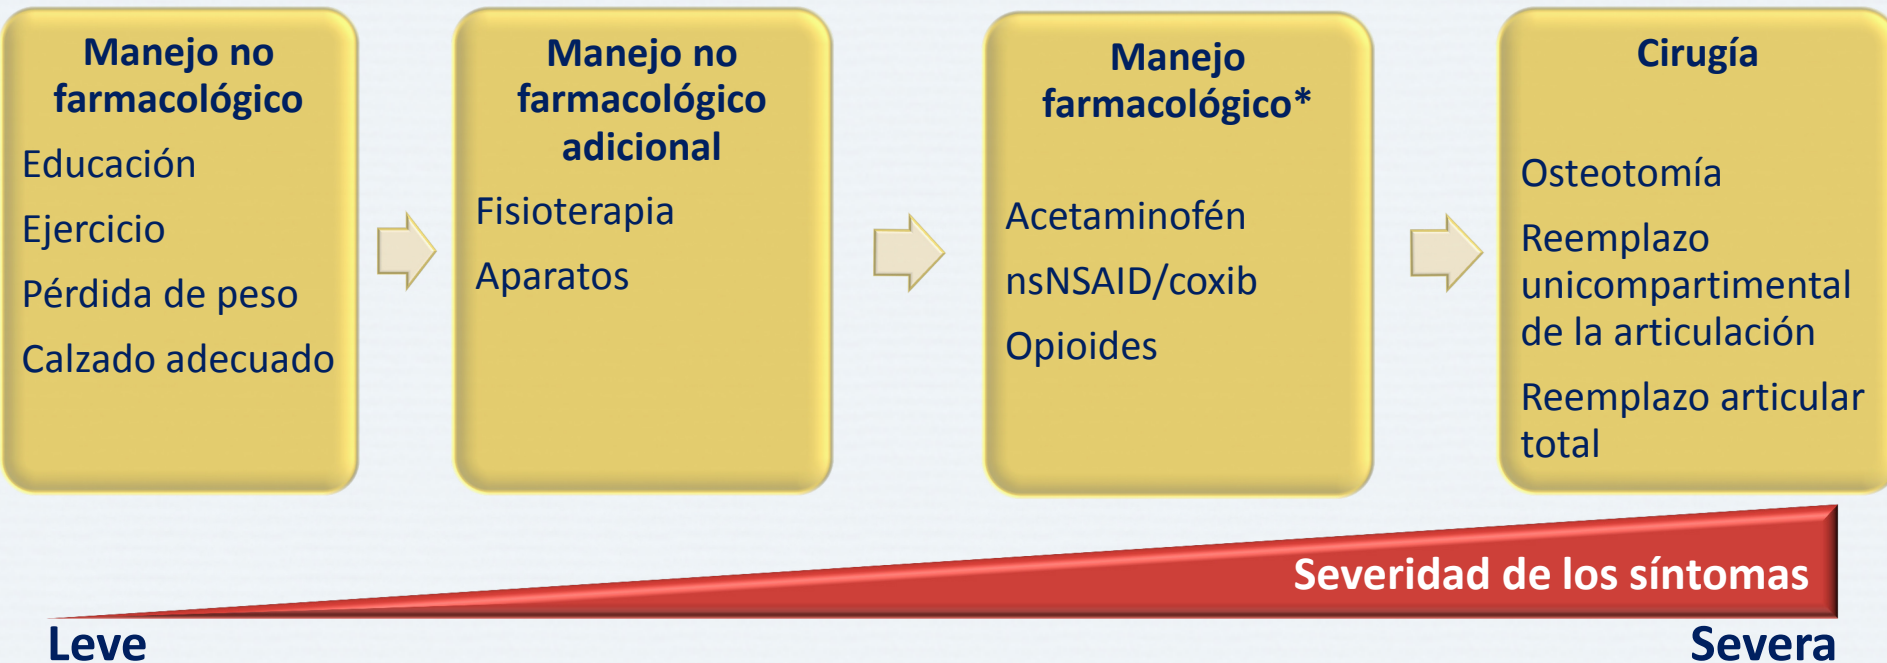 Manejo no
farmacológico
Educación
Ejercicio
Pérdida de peso
Calzado adecuado
Manejo no
farmacológico
adicional
Fisioterapia
Aparatos
Manejo
farmacológico*
Acetaminofén
nsNSAID/coxib
Opioides
Cirugía
Osteotomía
Reemplazo
unicompartimental
de la articulación
Reemplazo articular
total
Severidad de los síntomas
Leve
Severa